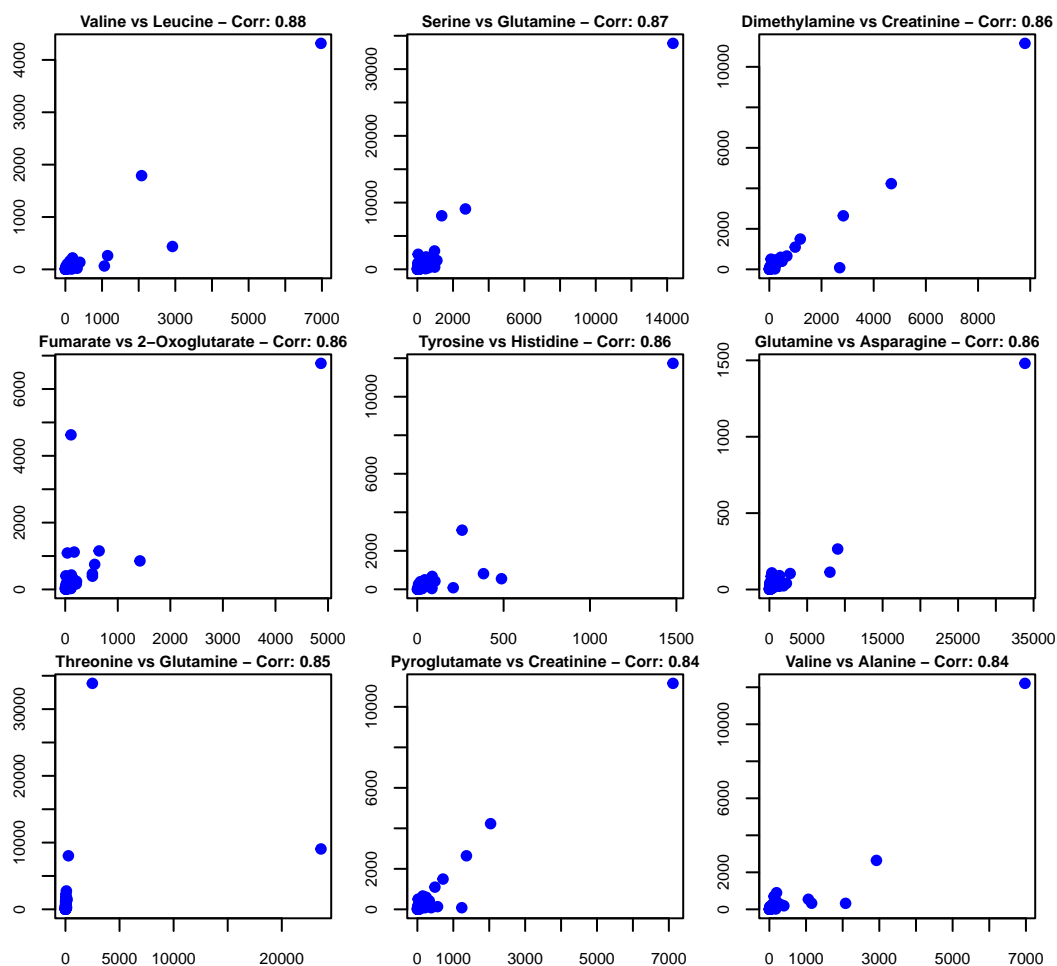 Valine vs Leucine – Corr: 0.88
4000
3000
2000
1000
0
0 1000 3000 5000 7000
Serine vs Glutamine – Corr: 0.87
30000
20000
10000
0
0 2000 6000 10000 14000
Dimethylamine vs Creatinine – Corr: 0.86
10000
6000
2000
0
0 2000 4000 6000 8000
Fumarate vs 2–Oxoglutarate – Corr: 0.86
6000
4000
2000
0
0 1000 2000 3000 4000 5000
Tyrosine vs Histidine – Corr: 0.86
10000
6000
2000
0
0 500 1000 1500
Glutamine vs Asparagine – Corr: 0.86
1500
1000
500
0
0 5000 15000 25000 35000
Threonine vs Glutamine – Corr: 0.85
30000
20000
10000
0
0 5000 10000 20000
Pyroglutamate vs Creatinine – Corr: 0.84
10000
6000
2000
0
0 1000 3000 5000 7000
Valine vs Alanine – Corr: 0.84
10000
6000
2000
0
0 1000 3000 5000 7000